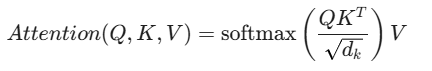 Attention(Q, K, V) = softmax(QK^T / √d_k) V